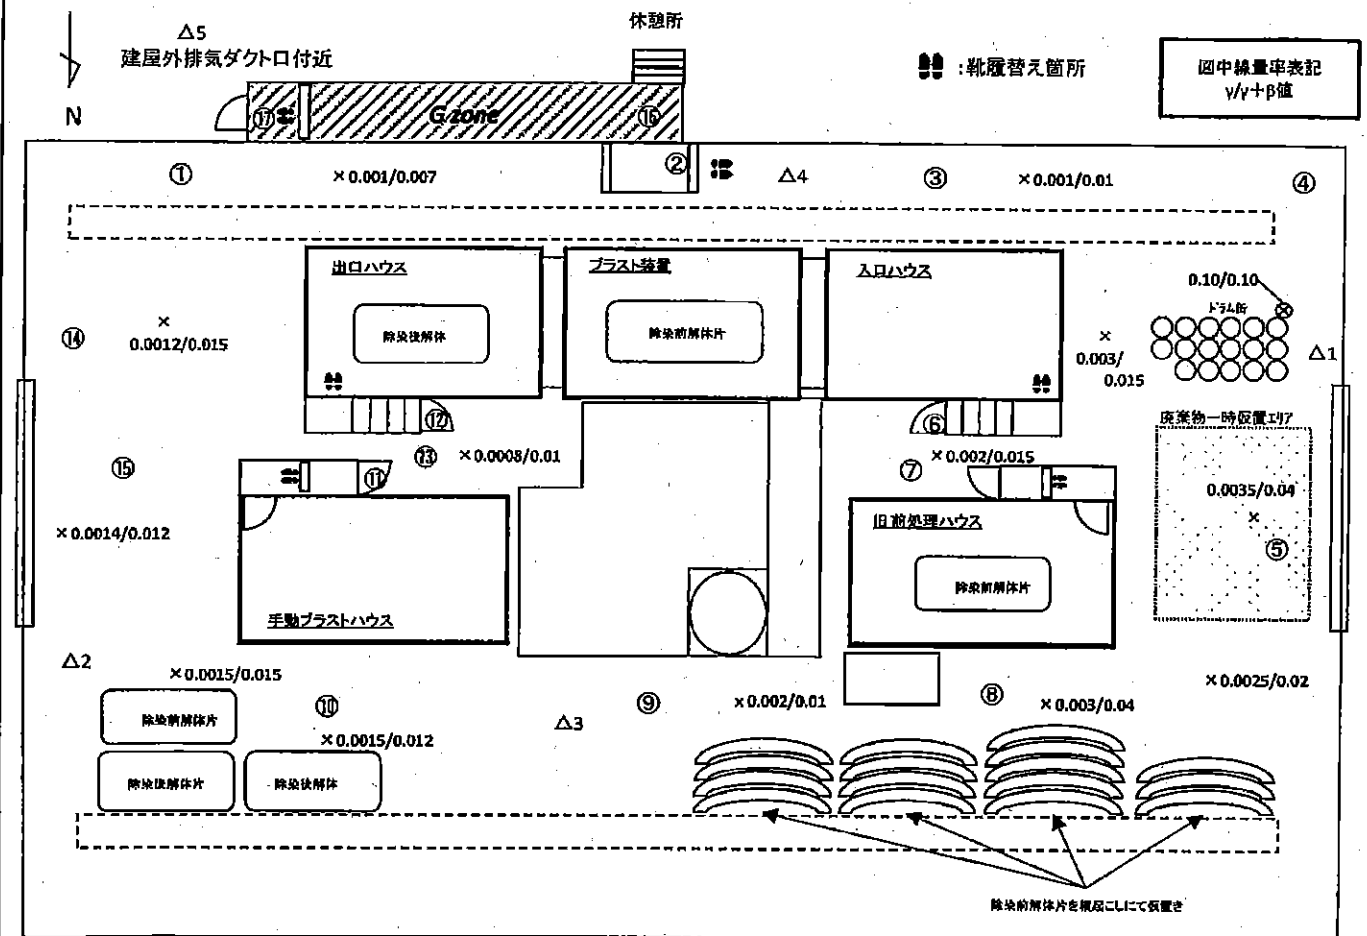 休憩所
△5
建屋外排気ダクト口付近
:靴履替え箇所
図中線量率表記
γ/γ+β値
N
⑰
G zone
⑯
①
×0.001/0.007
②
△4
③
×0.001/0.01
④
出口ハウス
除染後解体
ブラスト装置
除染前解体片
入口ハウス
0.10/0.10
ドラム缶
⑭
×
0.0012/0.015
×
0.003/
0.015
△1
⑫
⑥
廃棄物一時仮置エリア
⑮
⑬
×0.0008/0.01
⑦
×0.002/0.015
⑪
0.0035/0.04
×
⑤
×0.0014/0.012
旧前処理ハウス
除染前解体片
手動ブラストハウス
△2
×0.0015/0.015
×0.0025/0.02
除染前解体片
⑩
×0.0015/0.012
△3
⑨
×0.002/0.01
⑧
×0.003/0.04
除染後解体片
除染後解体
除染前解体片を横起こしにて仮置き